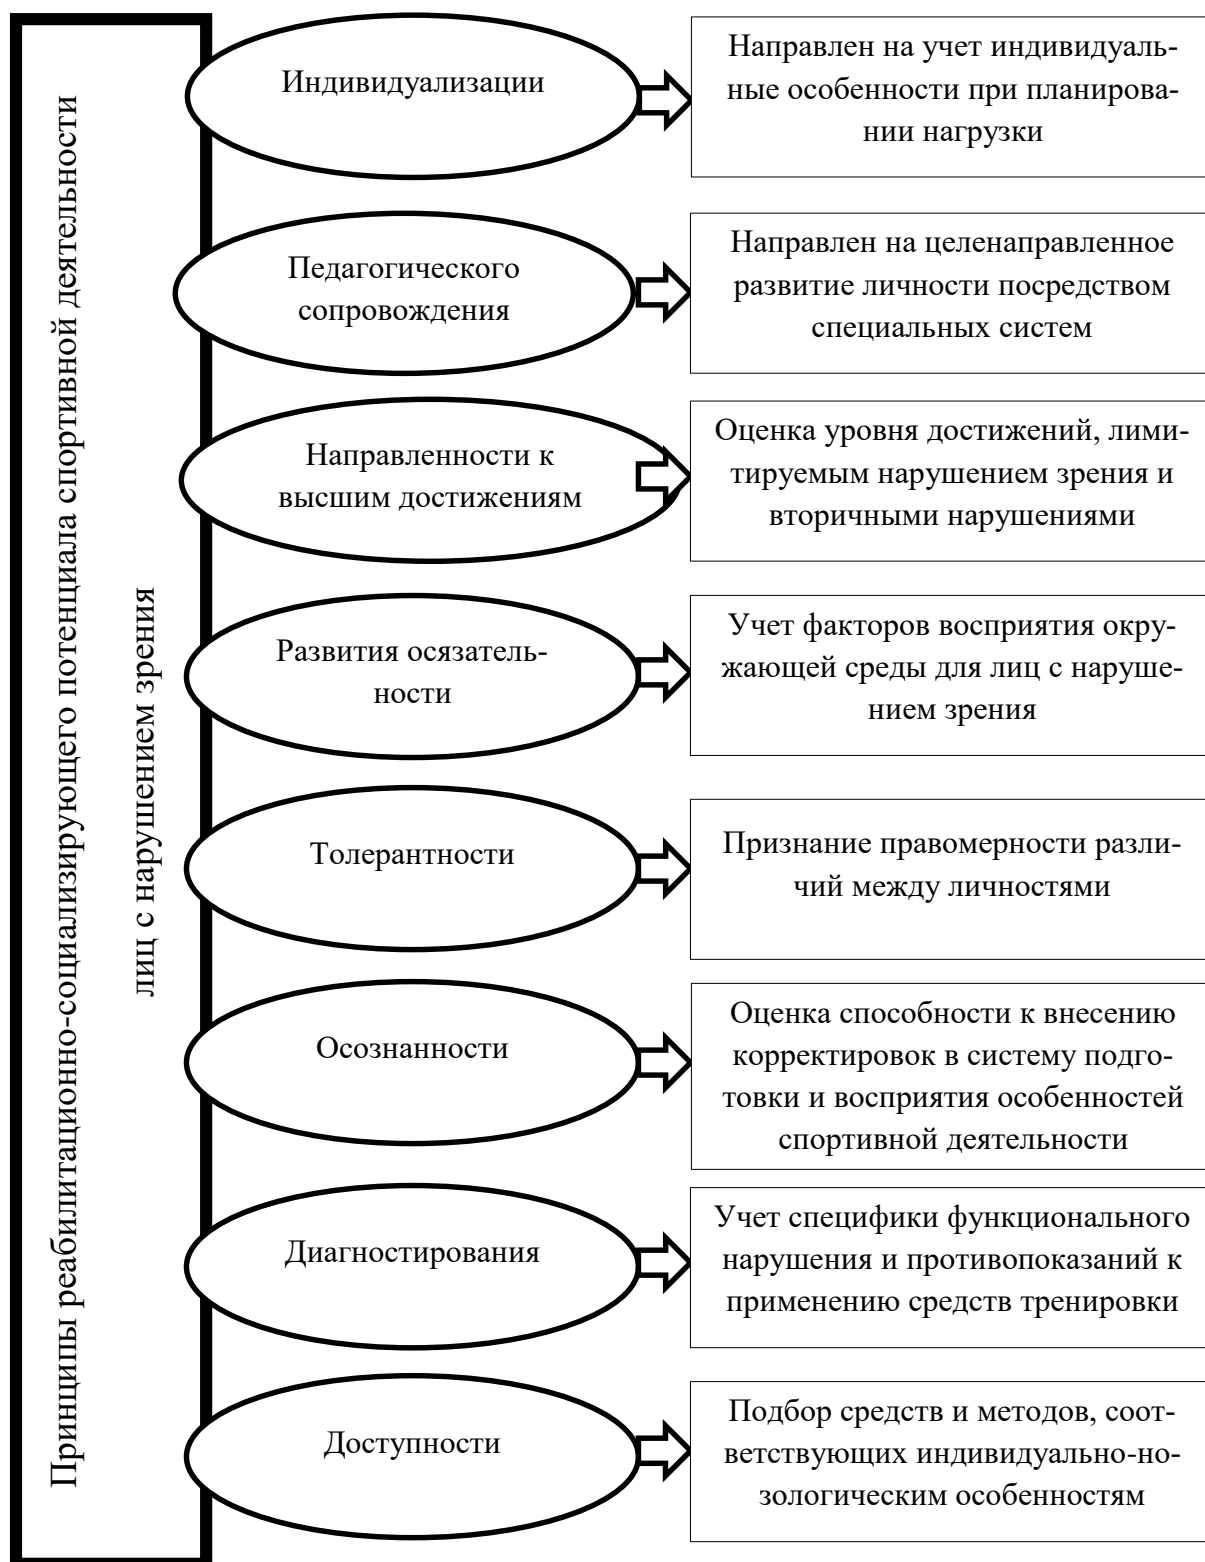 Принципы реабилитационно-социализирующего потенциала спортивной деятельности
лиц с нарушением зрения
Индивидуализации
Направлен на учет индивидуаль-
ные особенности при планирова-
нии нагрузки
Педагогического
сопровождения
Направлен на целенаправленное
развитие личности посредством
специальных систем
Направленности к
высшим достижениям
Оценка уровня достижений, лими-
тируемым нарушением зрения и
вторичными нарушениями
Развития осязатель-
ности
Учет факторов восприятия окру-
жающей среды для лиц с наруше-
нием зрения
Толерантности
Признание правомерности разли-
чий между личностями
Осознанности
Оценка способности к внесению
корректировок в систему подго-
товки и восприятия особенностей
спортивной деятельности
Диагностирования
Учет специфики функционального
нарушения и противопоказаний к
применению средств тренировки
Доступности
Подбор средств и методов, соот-
ветствующих индивидуально-но-
зологическим особенностям